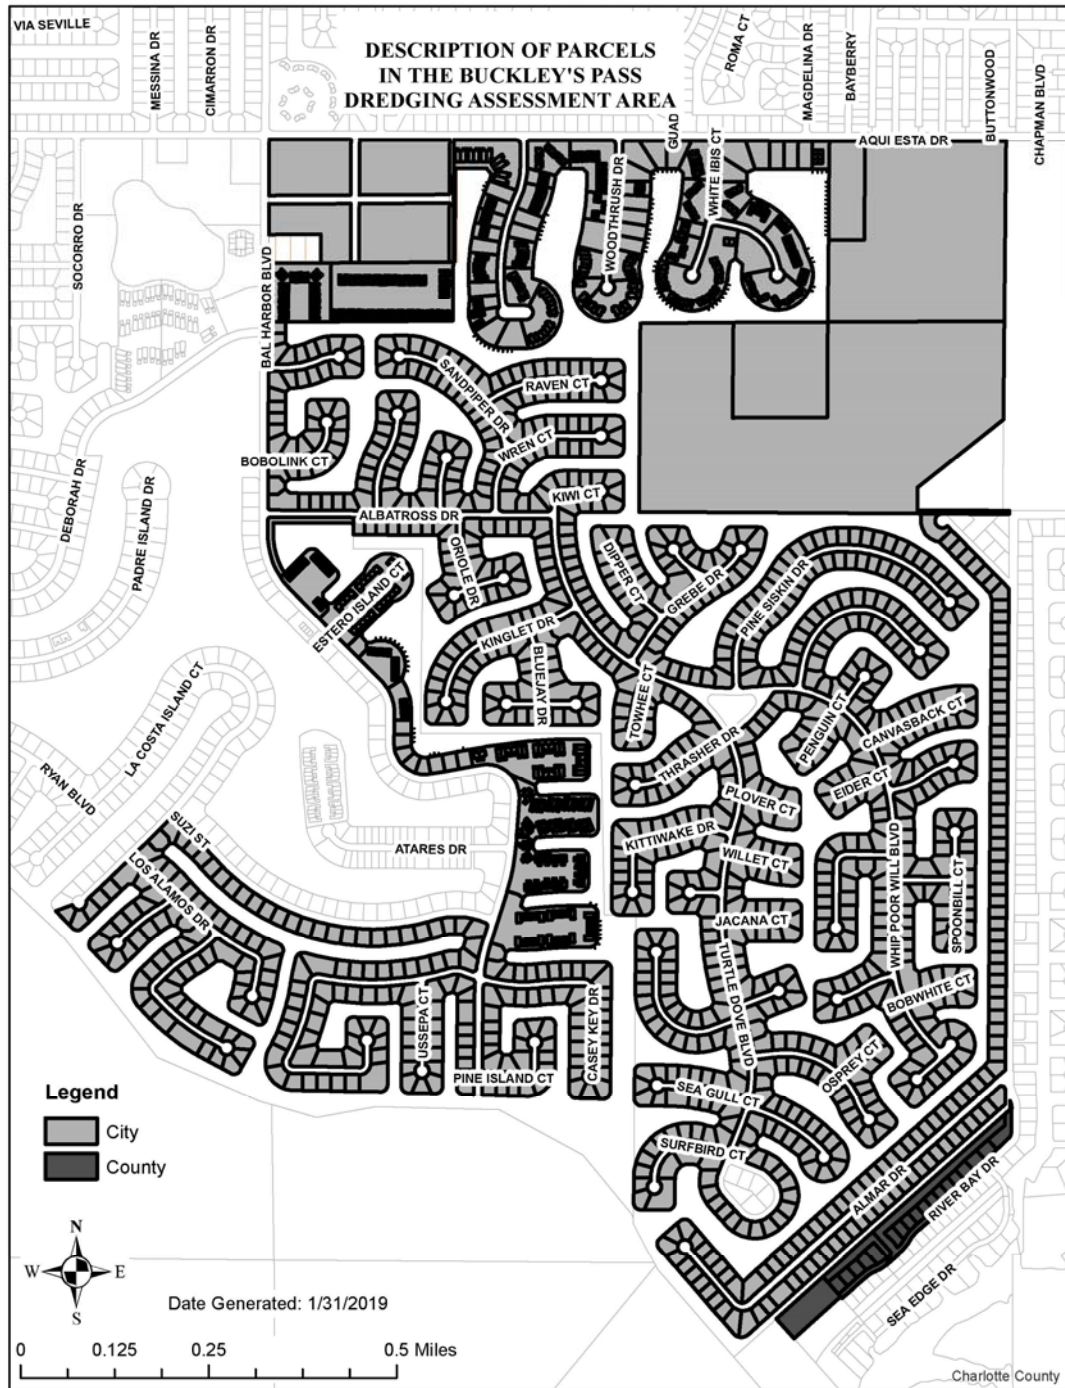 VIA SEVILLE
MESSINA DR
CIMARRON DR
DESCRIPTION OF PARCELS
IN THE BUCKLEY'S PASS
DREDGING ASSESSMENT AREA
ROMA CT
MAGDELINA DR
BAYBERRY
BUTTONWOOD
CHAPMAN BLVD
GUAD
AQUI ESTA DR
SOCORRO DR
BAL HARBOR BLVD
WOODTHRUSH DR
WHITE IBIS CT
SANDPIPER DR
RAVEN CT
WREN CT
BOBOLINK CT
KIWI CT
DEBORAH DR
PADRE ISLAND DR
ALBATROSS DR
ORIOLE DR
DIPPER CT
GREBE DR
PINE SISKIN DR
ESTERO ISLAND CT
KINGLET DR
BLUEJAY DR
TOWHEE CT
LA COSTA ISLAND CT
PENGUIN CT
CANVASBACK CT
THRASHER DR
EIDER CT
RYAN BLVD
PLOVER CT
SUZI ST
KITTIWAKE DR
ATARES DR
WILLET CT
LOS ALAMOS DR
WHIP POOR WILL BLVD
SPOONBILL CT
JACANA CT
TURTLE DOVE BLVD
BOBWHITE CT
USSEPA CT
CASEY KEY DR
PINE ISLAND CT
OSPREY CT
SEA GULL CT
SURFBIRD CT
ALMAR DR
RIVER BAY DR
SEA EDGE DR
Legend
City
County
N
W E
S
Date Generated: 1/31/2019
0 0.125 0.25 0.5 Miles
Charlotte County